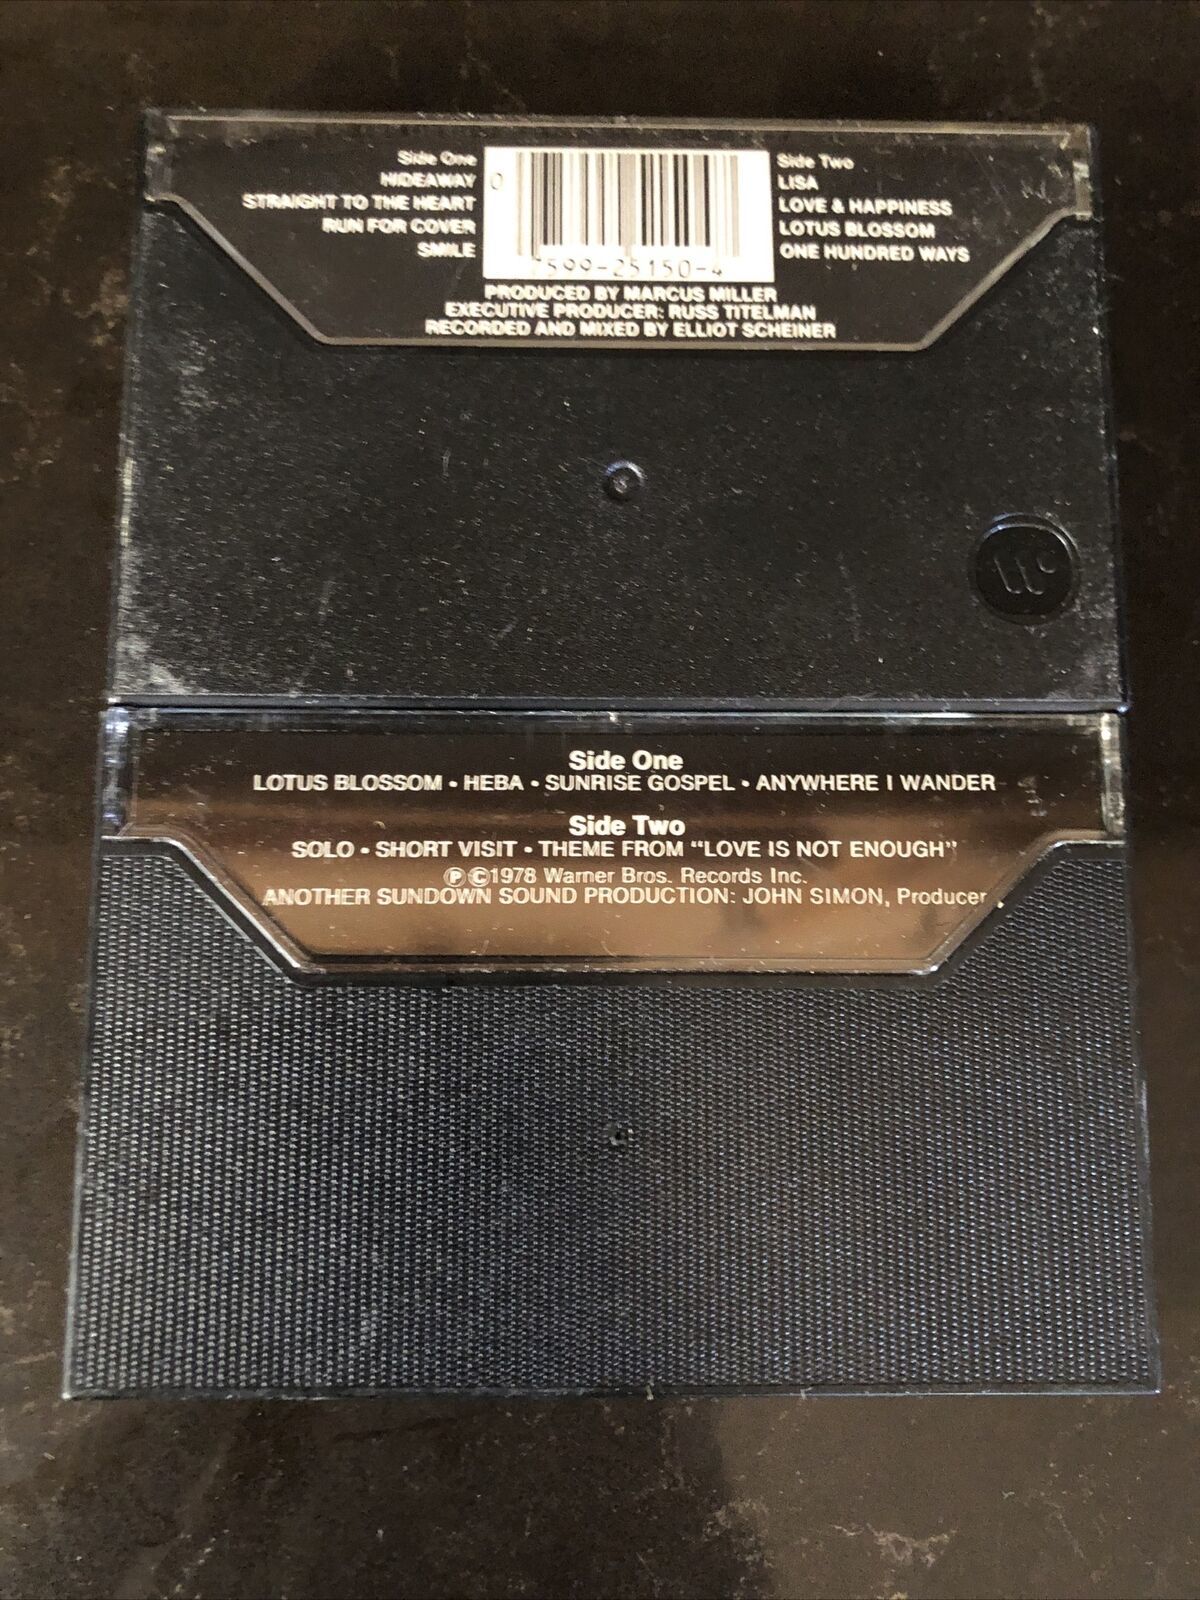 Side One
HIDEAWAY
STRAIGHT TO THE HEART
RUN FOR COVER
SMILE
0
7599-25150-4
Side Two
LISA
LOVE & HAPPINESS
LOTUS BLOSSOM
ONE HUNDRED WAYS
PRODUCED BY MARCUS MILLER
EXECUTIVE PRODUCER: RUSS TITELMAN
RECORDED AND MIXED BY ELLIOT SCHEINER
Side One
LOTUS BLOSSOM • HEBA • SUNRISE GOSPEL • ANYWHERE I WANDER
Side Two
SOLO • SHORT VISIT • THEME FROM “LOVE IS NOT ENOUGH”
℗©1978 Warner Bros. Records Inc.
ANOTHER SUNDOWN SOUND PRODUCTION: JOHN SIMON, Producer